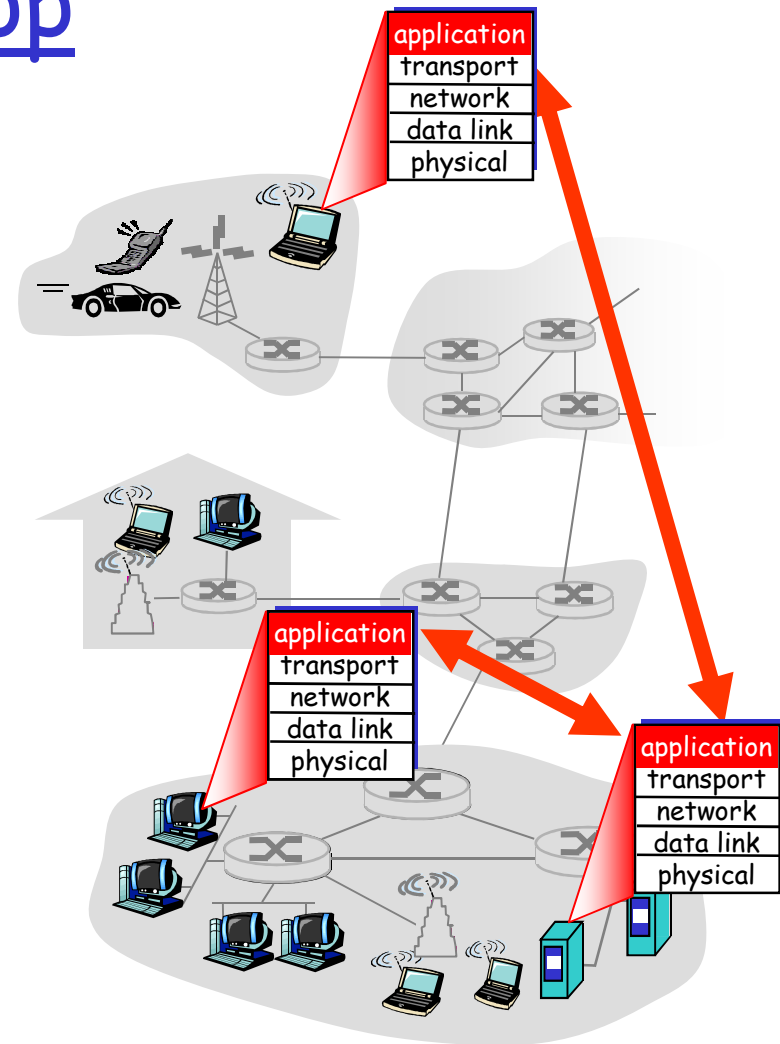 application
transport
network
data link
physical
application
transport
network
data link
physical
application
transport
network
data link
physical